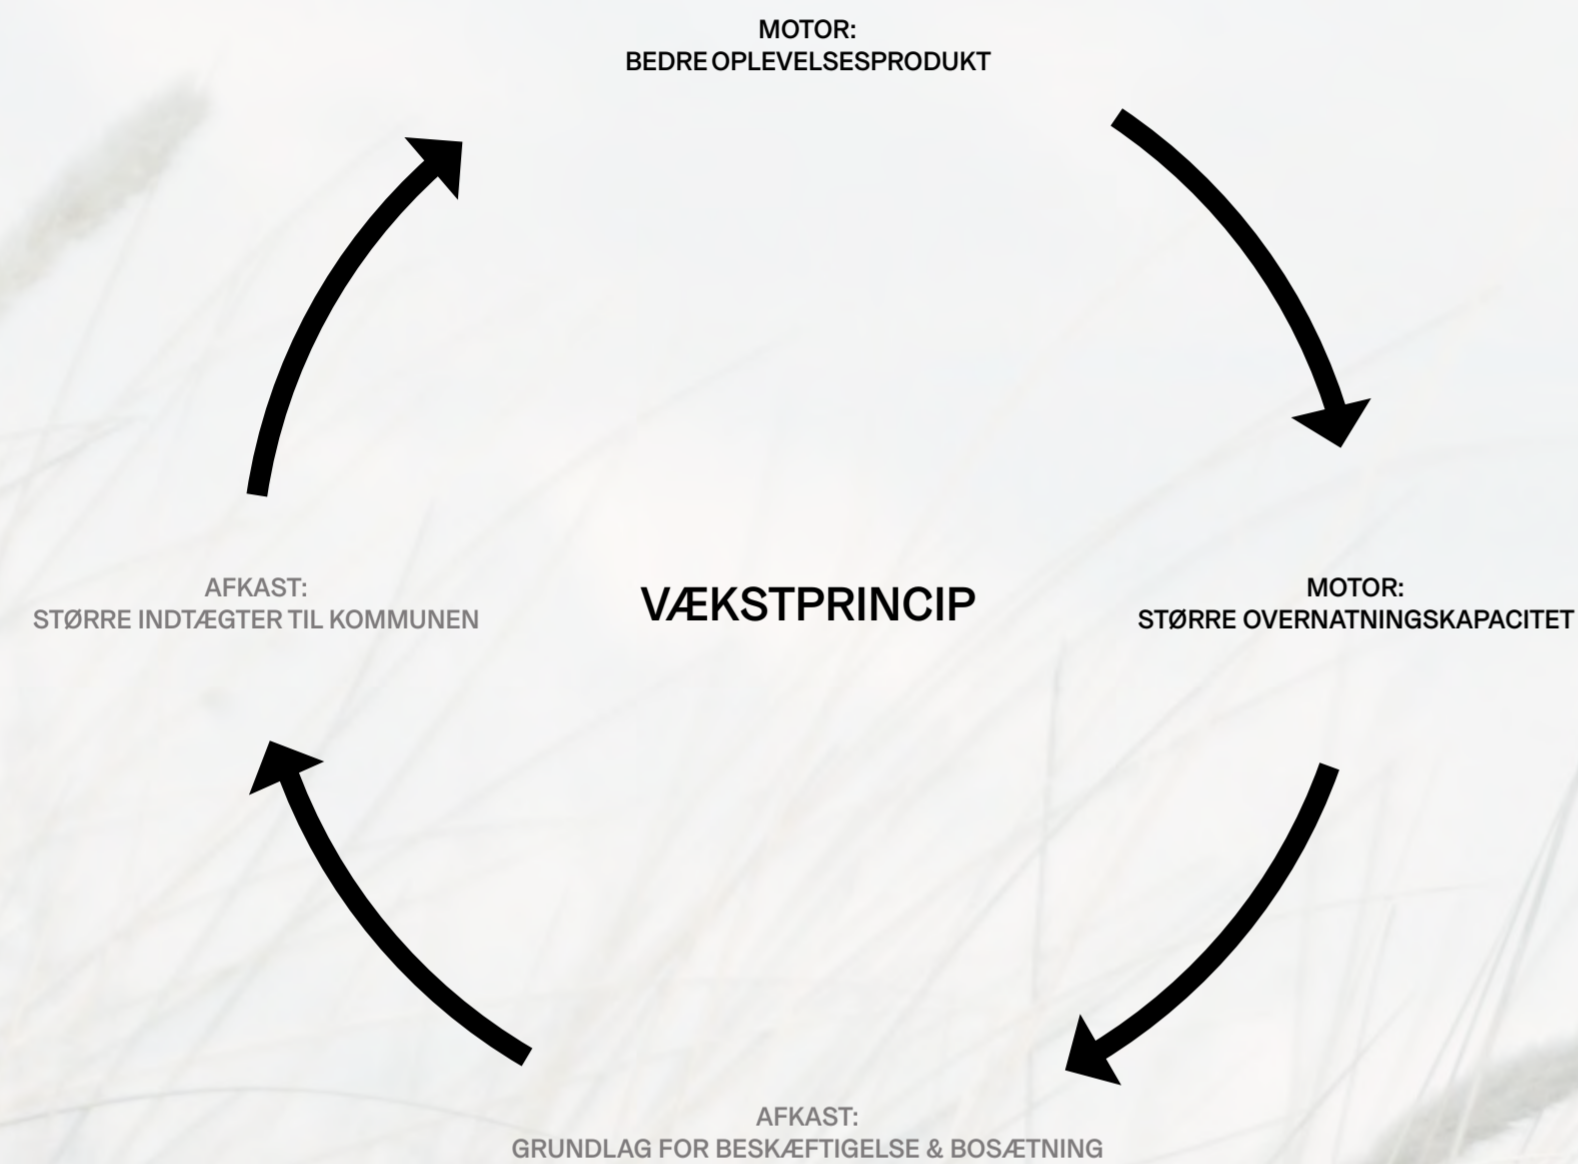 MOTOR:
BEDRE OPLEVELSESPRODUKT
AFKAST:
STØRRE INDTÆGTER TIL KOMMUNEN
VÆKSTPRINCIP
MOTOR:
STØRRE OVERNATNINGSKAPACITET
AFKAST:
GRUNDLAG FOR BESKÆFTIGELSE & BOSÆTNING